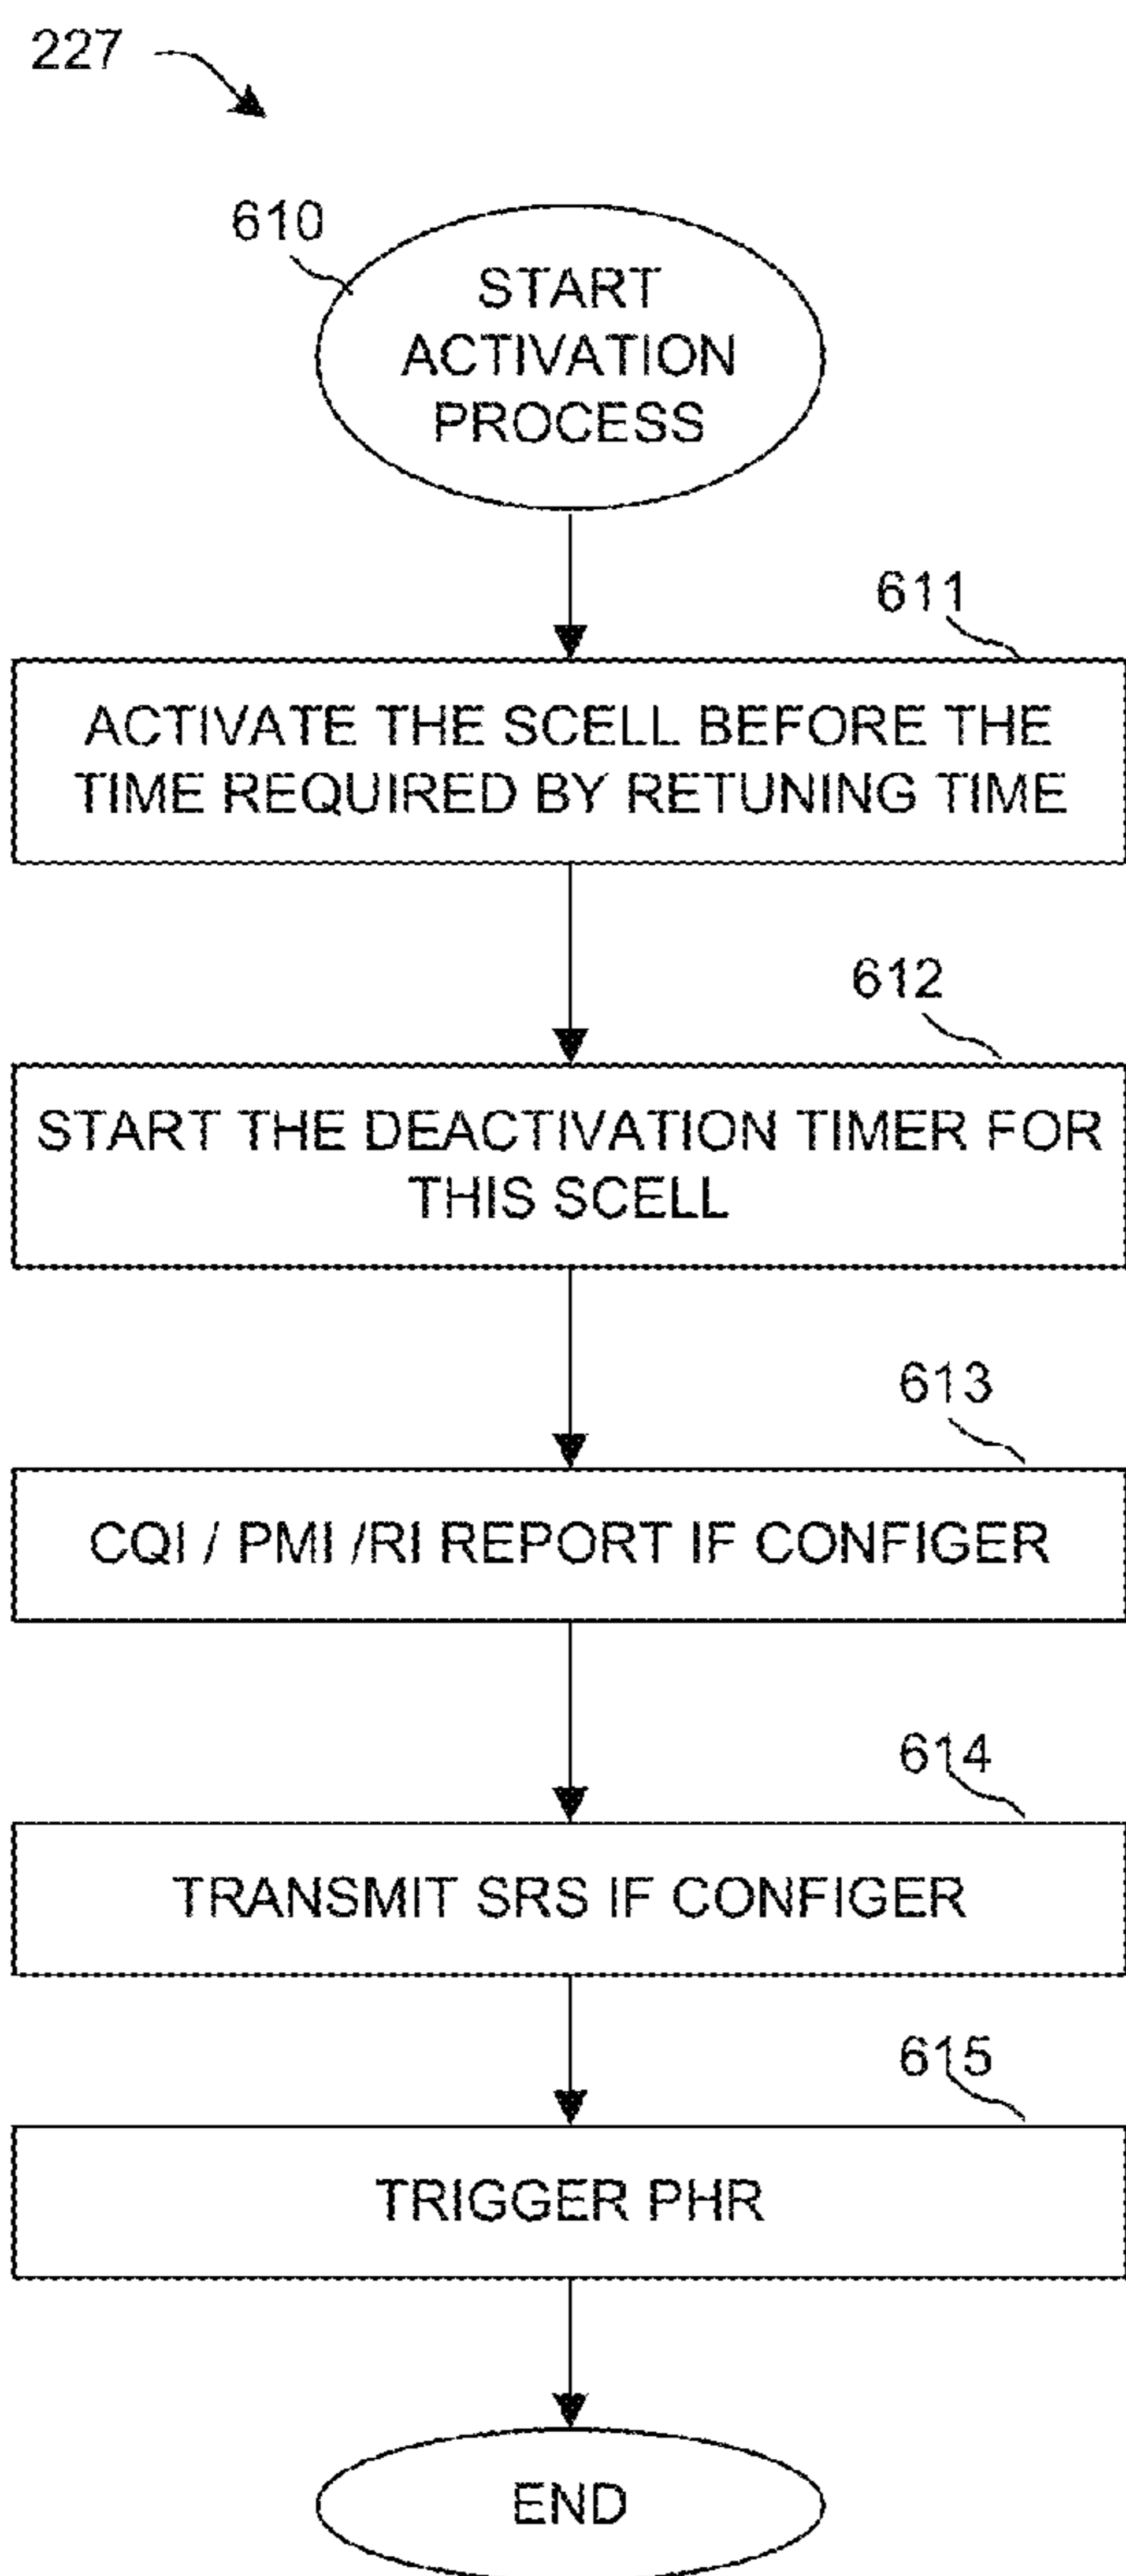 227
610
START
ACTIVATION
PROCESS
611
ACTIVATE THE SCELL BEFORE THE
TIME REQUIRED BY RETUNING TIME
612
START THE DEACTIVATION TIMER FOR
THIS SCELL
613
CQI / PMI /RI REPORT IF CONFIGER
614
TRANSMIT SRS IF CONFIGER
615
TRIGGER PHR
END